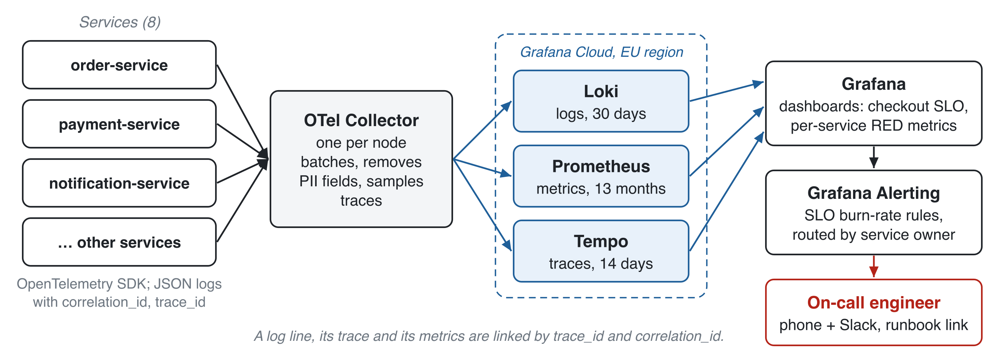 Services (8)
order-service
payment-service
notification-service
... other services
OpenTelemetry SDK; JSON logs
with correlation_id, trace_id
OTel Collector
one per node
batches, removes
PII fields, samples
traces
Grafana Cloud, EU region
Loki
logs, 30 days
Prometheus
metrics, 13 months
Tempo
traces, 14 days
Grafana
dashboards: checkout SLO,
per-service RED metrics
Grafana Alerting
SLO burn-rate rules,
routed by service owner
On-call engineer
phone + Slack, runbook link
A log line, its trace and its metrics are linked by trace_id and correlation_id.